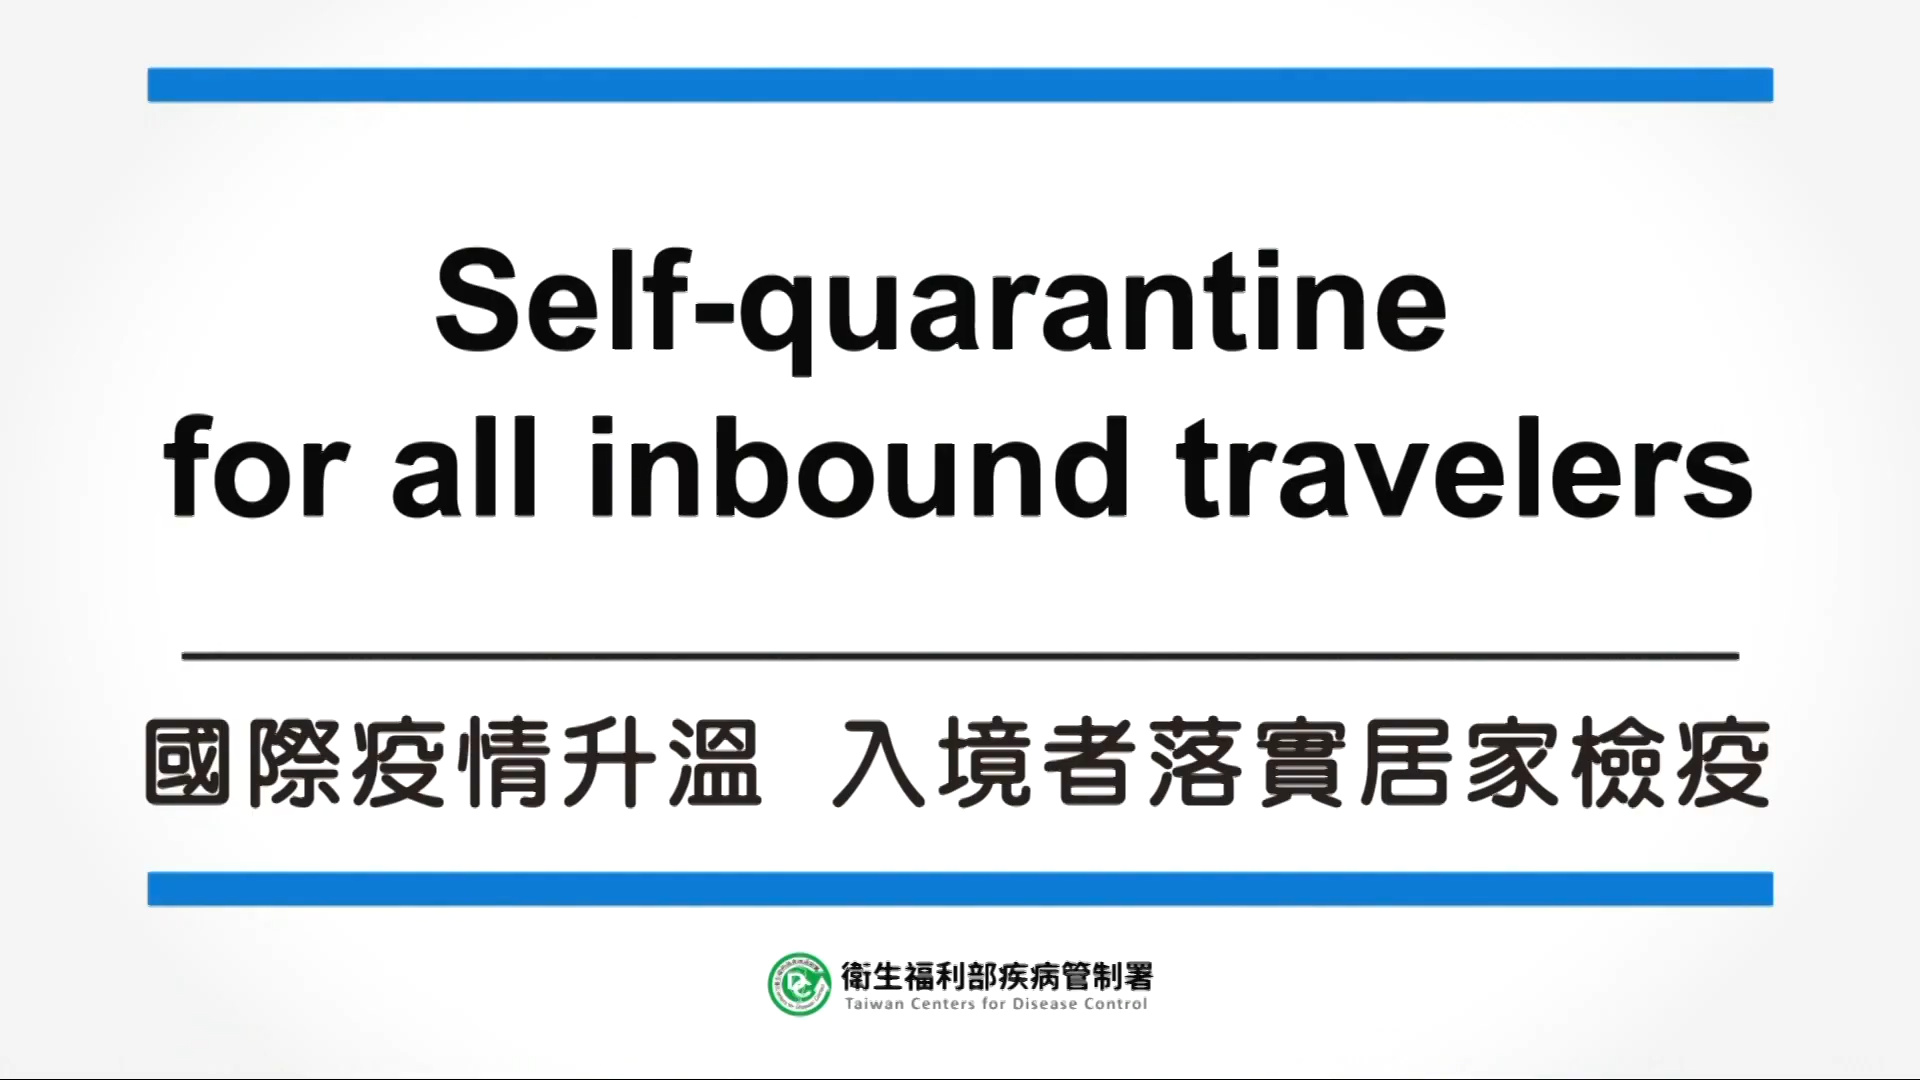 Self-quarantine
for all inbound travelers
國際疫情升溫 入境者落實居家檢疫
衛生福利部疾病管制署
Taiwan Centers for Disease Control